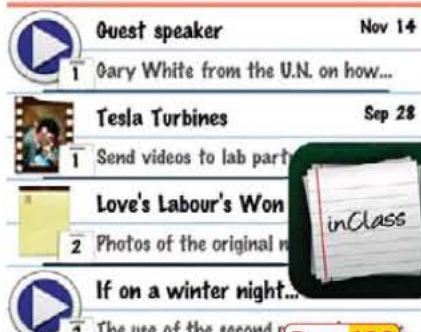 Guest speaker Nov 14
1 Gary White from the U.N. on how...
Tesla Turbines Sep 28
1 Send videos to lab part
Love's Labour's Won
inClass
2 Photos of the original
If on a winter night...
The use of the second